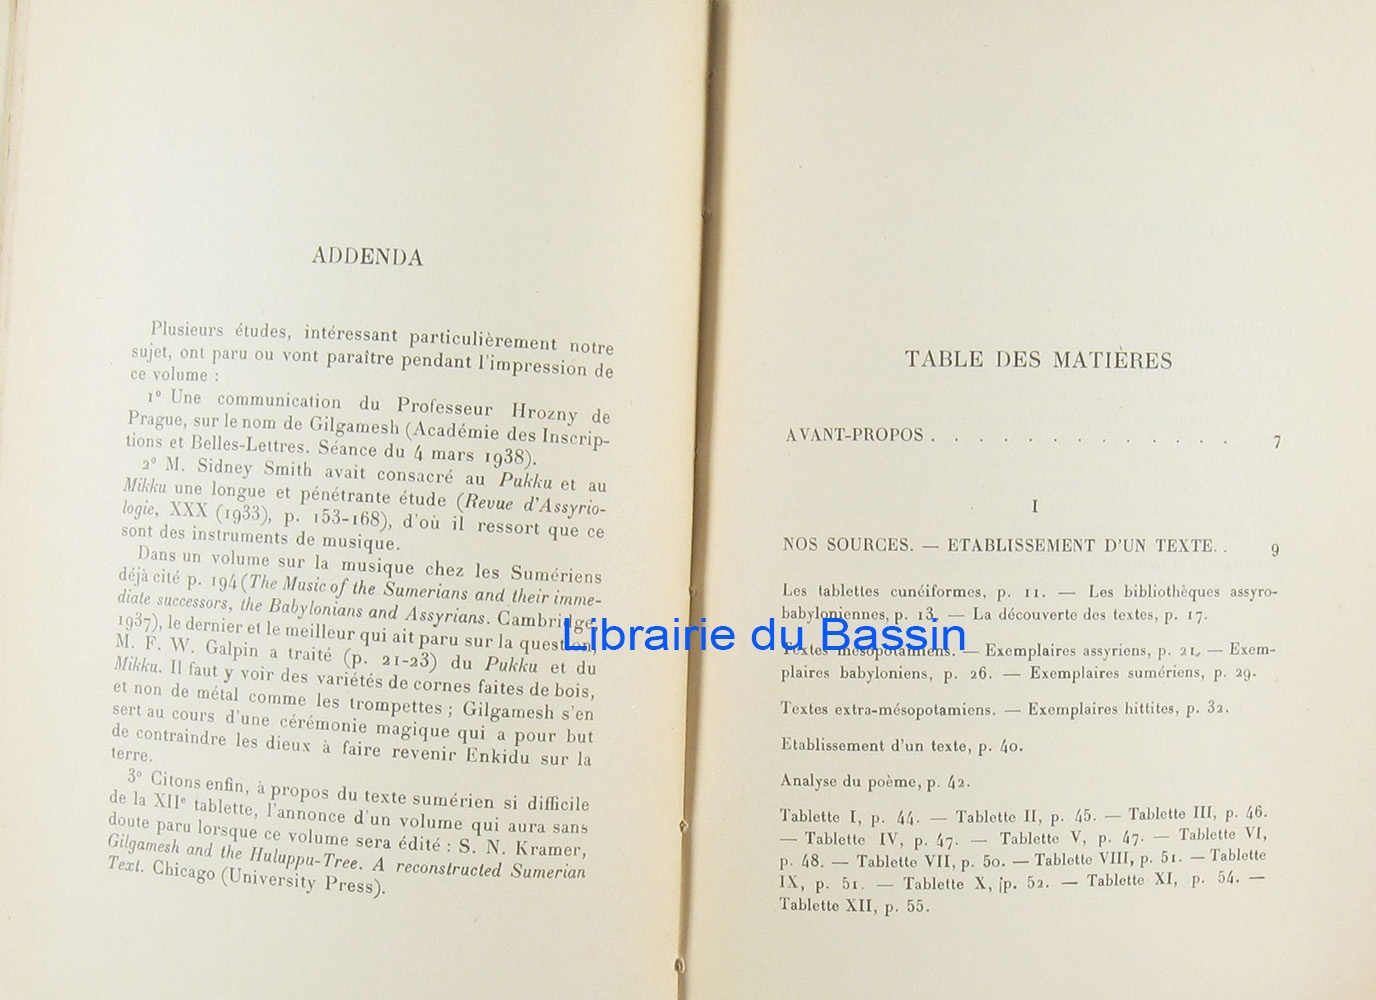 ADDENDA
Plusieurs études, intéressant particulièrement notre
sujet, ont paru ou vont paraître pendant l'impression de
ce volume :
1° Une communication du Professeur Hrozny de
Prague, sur le nom de Gilgamesh (Académie des Inscrip-
tions et Belles-Lettres. Séance du 4 mars 1938).
2° M. Sidney Smith avait consacré au Pukku et au
Mikku une longue et pénétrante étude (Revue d'Assyrio-
logie, XXX (1933), p. 153-168), d'où il ressort que ce
sont des instruments de musique.
Dans un volume sur la musique chez les Sumériens
déjà cité p. 194 (The Music of the Sumerians and their imme-
diate successors, the Babylonians and Assyrians. Cambridge,
1937), le dernier et le meilleur qui ait paru sur la question,
M. F. W. Galpin a traité (p. 21-23) du Pukku et du
Mikku. Il faut y voir des variétés de cornes faites de bois,
et non de métal comme les trompettes ; Gilgamesh s'en
sert au cours d'une cérémonie magique qui a pour but
de contraindre les dieux à faire revenir Enkidu sur la
terre.
3° Citons enfin, à propos du texte sumérien si difficile
de la XIIe tablette, l'annonce d'un volume qui aura sans
doute paru lorsque ce volume sera édité : S. N. Kramer,
Gilgamesh and the Huluppu-Tree. A reconstructed Sumerian
Text. Chicago (University Press).
TABLE DES MATIÈRES
AVANT-PROPOS . . . . . . . . . . . . . 7
I
NOS SOURCES. — ETABLISSEMENT D'UN TEXTE. . 9
Les tablettes cunéiformes, p. 11. — Les bibliothèques assyro-
babyloniennes, p. 13. — La découverte des textes, p. 17.
Textes mésopotamiens. — Exemplaires assyriens, p. 21. — Exem-
plaires babyloniens, p. 26. — Exemplaires sumériens, p. 29.
Textes extra-mésopotamiens. — Exemplaires hittites, p. 32.
Etablissement d'un texte, p. 40.
Analyse du poème, p. 42.
Tablette I, p. 44. — Tablette II, p. 45. — Tablette III, p. 46.
— Tablette IV, p. 47. — Tablette V, p. 47. — Tablette VI,
p. 48. — Tablette VII, p. 50. — Tablette VIII, p. 51. — Tablette
IX, p. 51. — Tablette X, p. 52. — Tablette XI, p. 54. —
Tablette XII, p. 55.
Librairie du Bassin